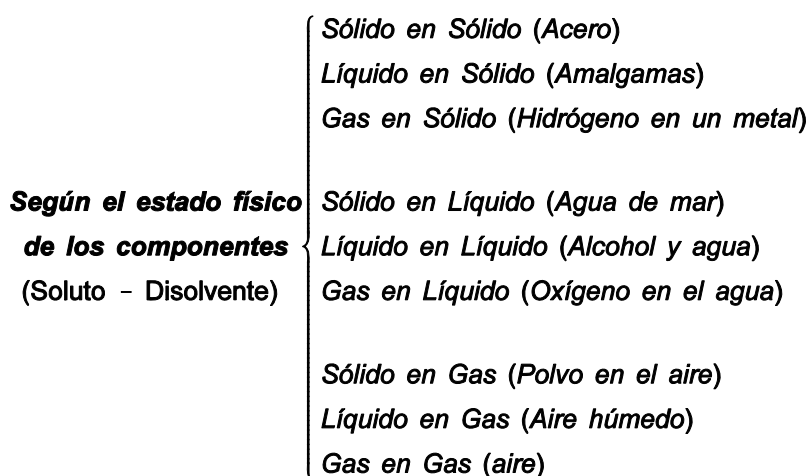 Sólido en Sólido (Acero)
Líquido en Sólido (Amalgamas)
Gas en Sólido (Hidrógeno en un metal)
Según el estado físico
de los componentes
(Soluto - Disolvente)
Sólido en Líquido (Agua de mar)
Líquido en Líquido (Alcohol y agua)
Gas en Líquido (Oxígeno en el agua)
Sólido en Gas (Polvo en el aire)
Líquido en Gas (Aire húmedo)
Gas en Gas (aire)